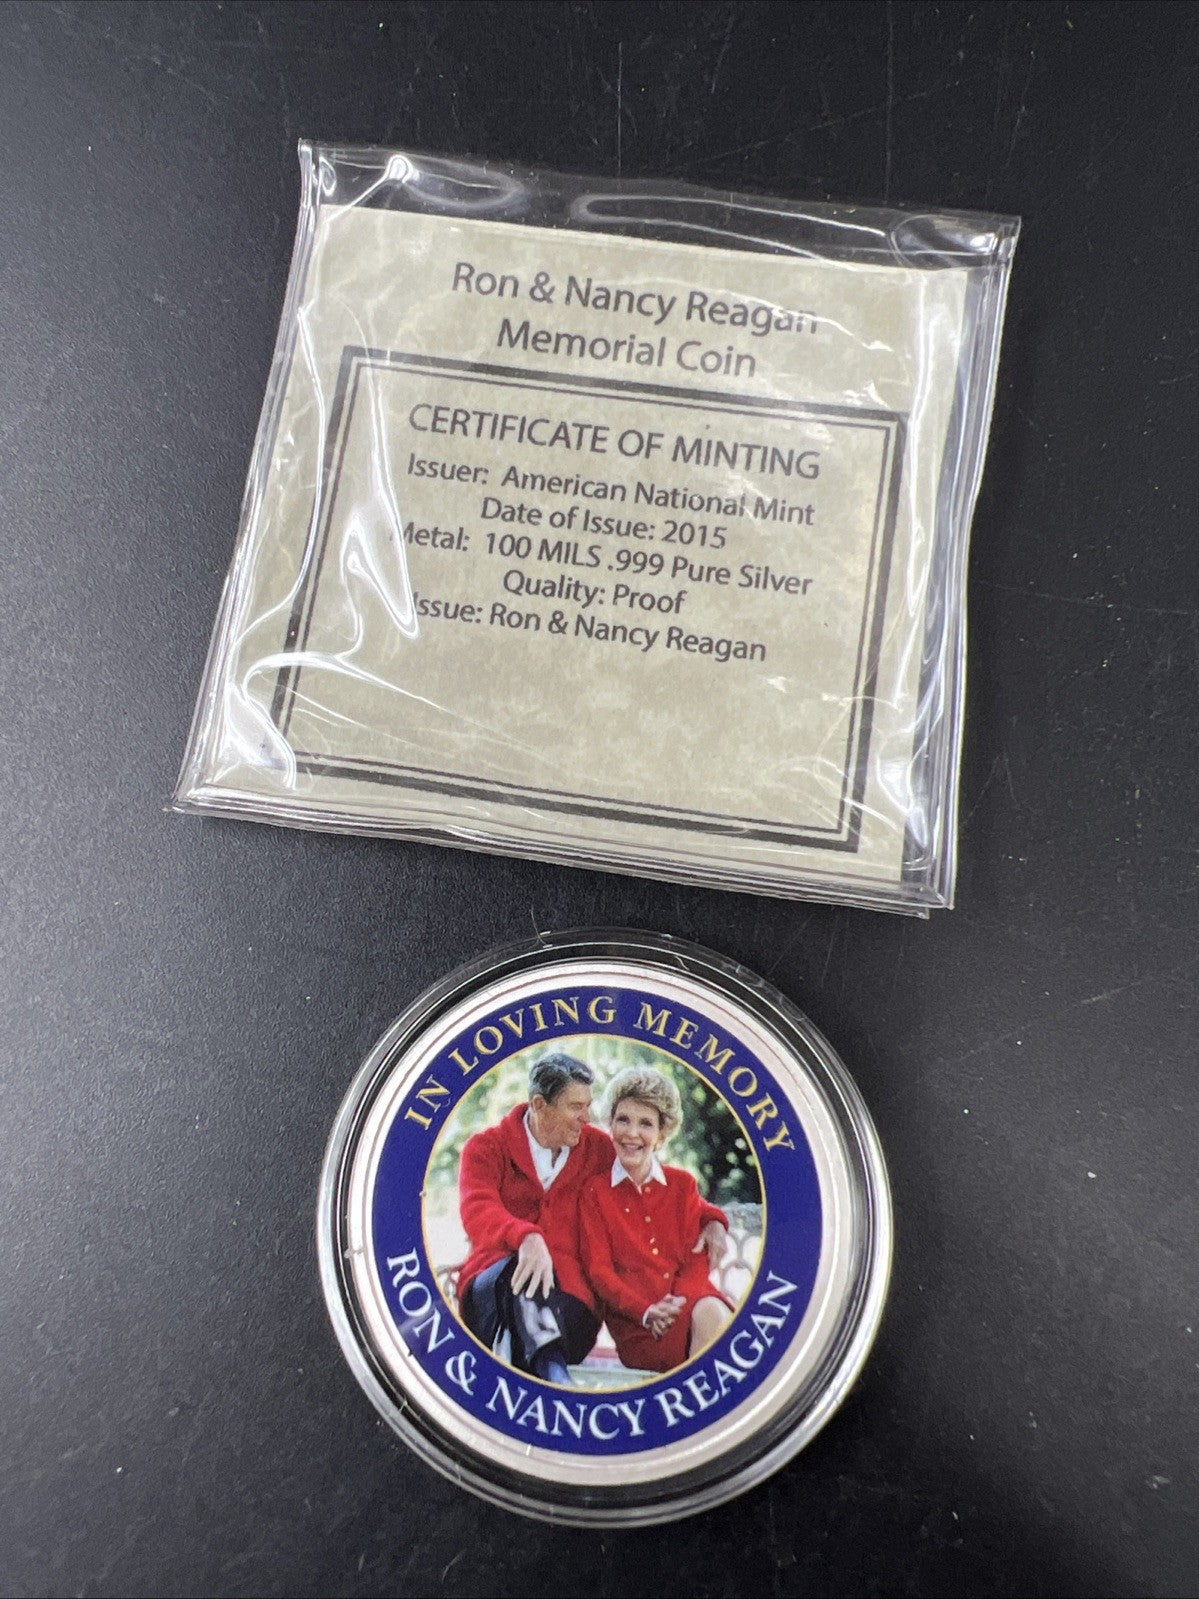 Ron & Nancy Reagan
Memorial Coin
CERTIFICATE OF MINTING
Issuer: American National Mint
Date of Issue: 2015
Metal: 100 MILS .999 Pure Silver
Quality: Proof
Issue: Ron & Nancy Reagan
IN LOVING MEMORY
RON & NANCY REAGAN